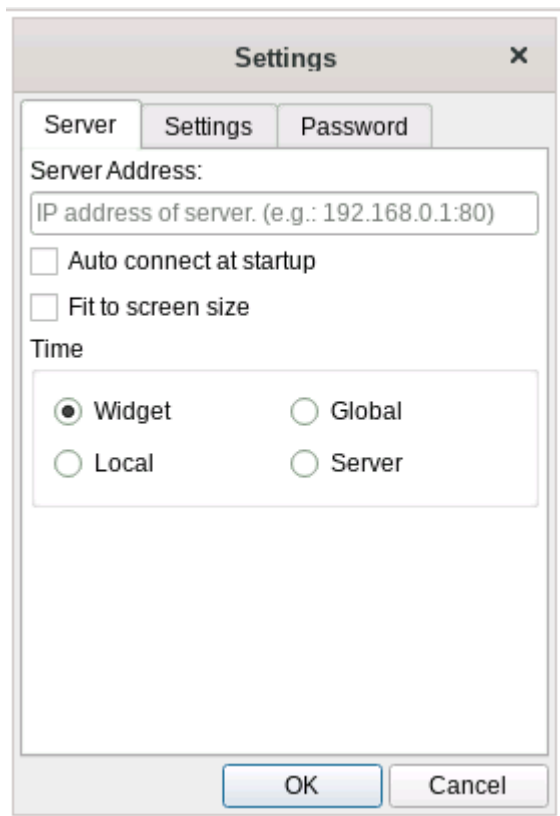 Settings
Server Settings Password
Server Address:
IP address of server. (e.g.: 192.168.0.1:80)
Auto connect at startup
Fit to screen size
Time
Widget Global
Local Server
OK Cancel